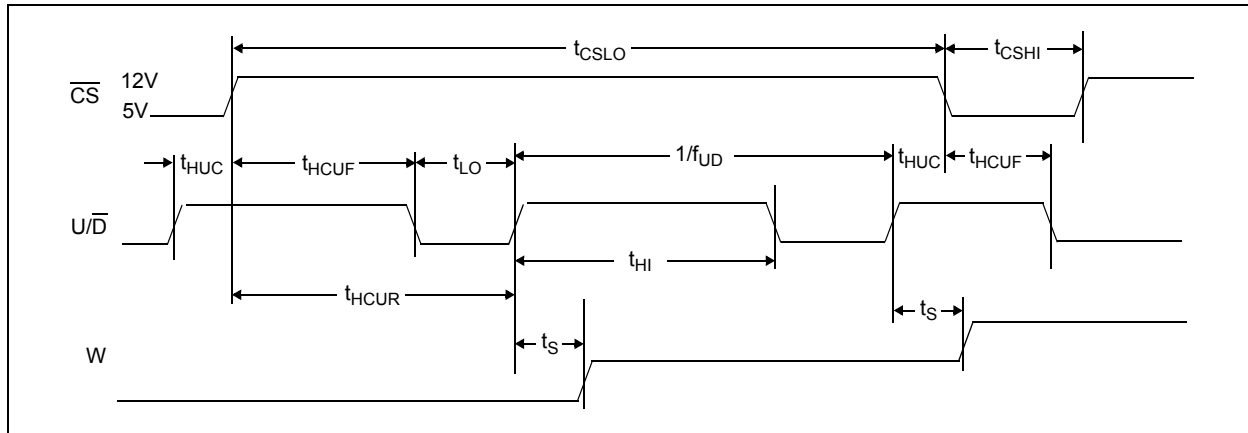 tCSLO
tCSHI
CS
12V
5V
tHUC
tHCUF
tLO
1/fUD
tHUC
tHCUF
U/D
tHI
tHCUR
tS
tS
W